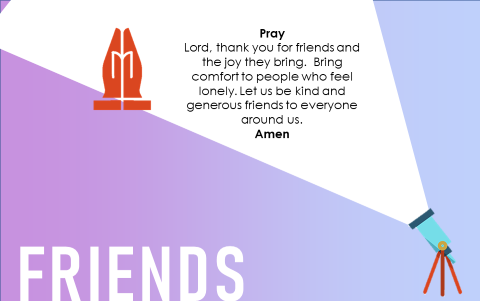 Pray
Lord, thank you for friends and
the joy they bring.  Bring
comfort to people who feel
lonely. Let us be kind and
generous friends to everyone
around us.
Amen
FRIENDS